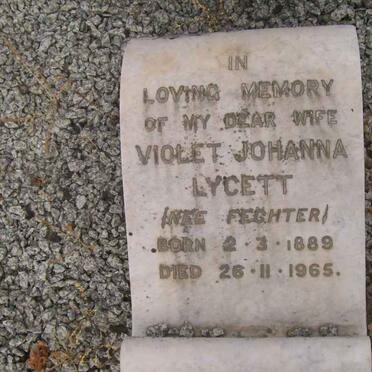 IN
LOVING MEMORY
OF MY DEAR WIFE
VIOLET JOHANNA
LYCETT
(NEE FECHTER)
BORN 2·3·1889
DIED 26·11·1965.